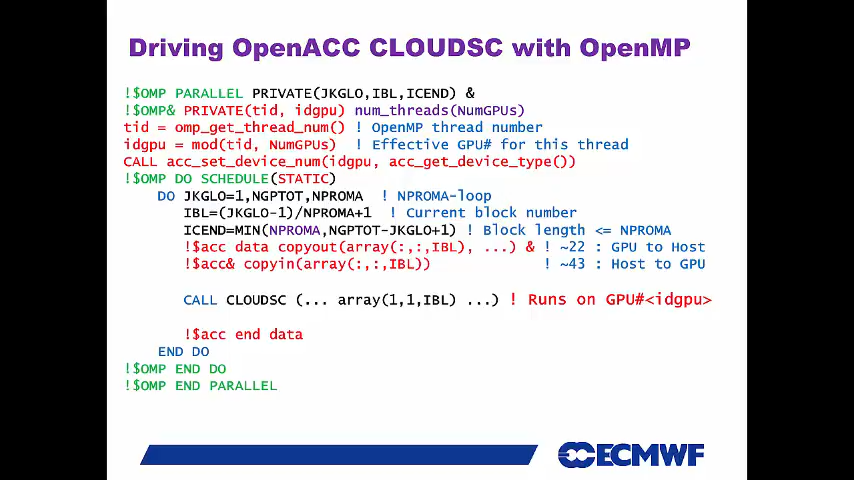 Driving OpenACC CLOUDSC with OpenMP
!$OMP PARALLEL PRIVATE(JKGLO,IBL,ICEND) &
!$OMP& PRIVATE(tid, idgpu) num_threads(NumGPUs)
tid = omp_get_thread_num() ! OpenMP thread number
idgpu = mod(tid, NumGPUs) ! Effective GPU# for this thread
CALL acc_set_device_num(idgpu, acc_get_device_type())
!$OMP DO SCHEDULE(STATIC)
DO JKGLO=1,NGPTOT,NPROMA ! NPROMA-loop
IBL=(JKGLO-1)/NPROMA+1 ! Current block number
ICEND=MIN(NPROMA,NGPTOT-JKGLO+1) ! Block length <= NPROMA
!$acc data copyout(array(:,:,IBL), ...) & ! ~22 : GPU to Host
!$acc& copyin(array(:,:,IBL)) ! ~43 : Host to GPU
CALL CLOUDSC (... array(1,1,IBL) ...) ! Runs on GPU#<idgpu>
!$acc end data
END DO
!$OMP END DO
!$OMP END PARALLEL
ECMWF